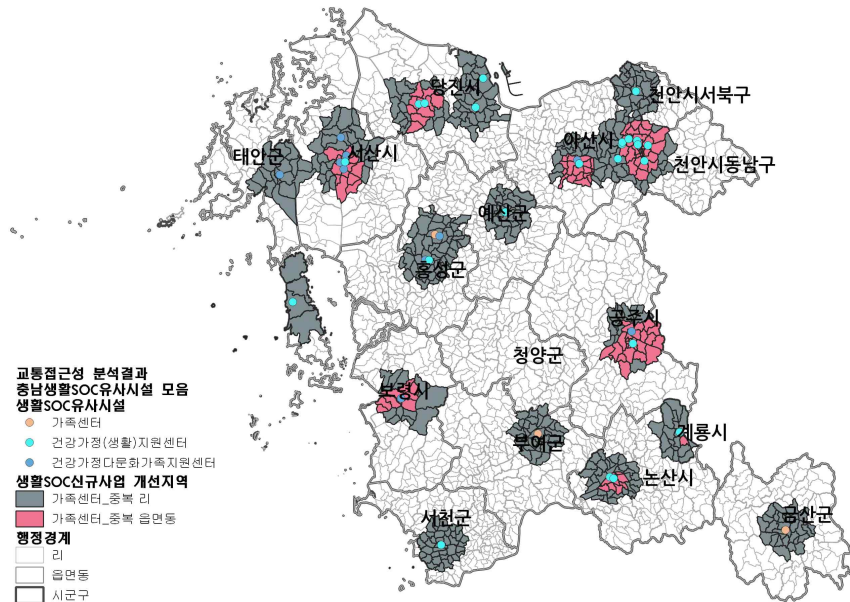 당진시
천안시서북구
아산시
태안군
서산시
천안시동남구
예산군
홍성군
공주시
청양군
보령시
부여군
계룡시
논산시
서천군
금산군
교통접근성 분석결과
충남생활SOC유사시설 모음
생활SOC유사시설
가족센터
건강가정(생활)지원센터
건강가정다문화가족지원센터
생활SOC신규사업 개선지역
가족센터_중복 리
가족센터_중복 읍면동
행정경계
리
읍면동
시군구